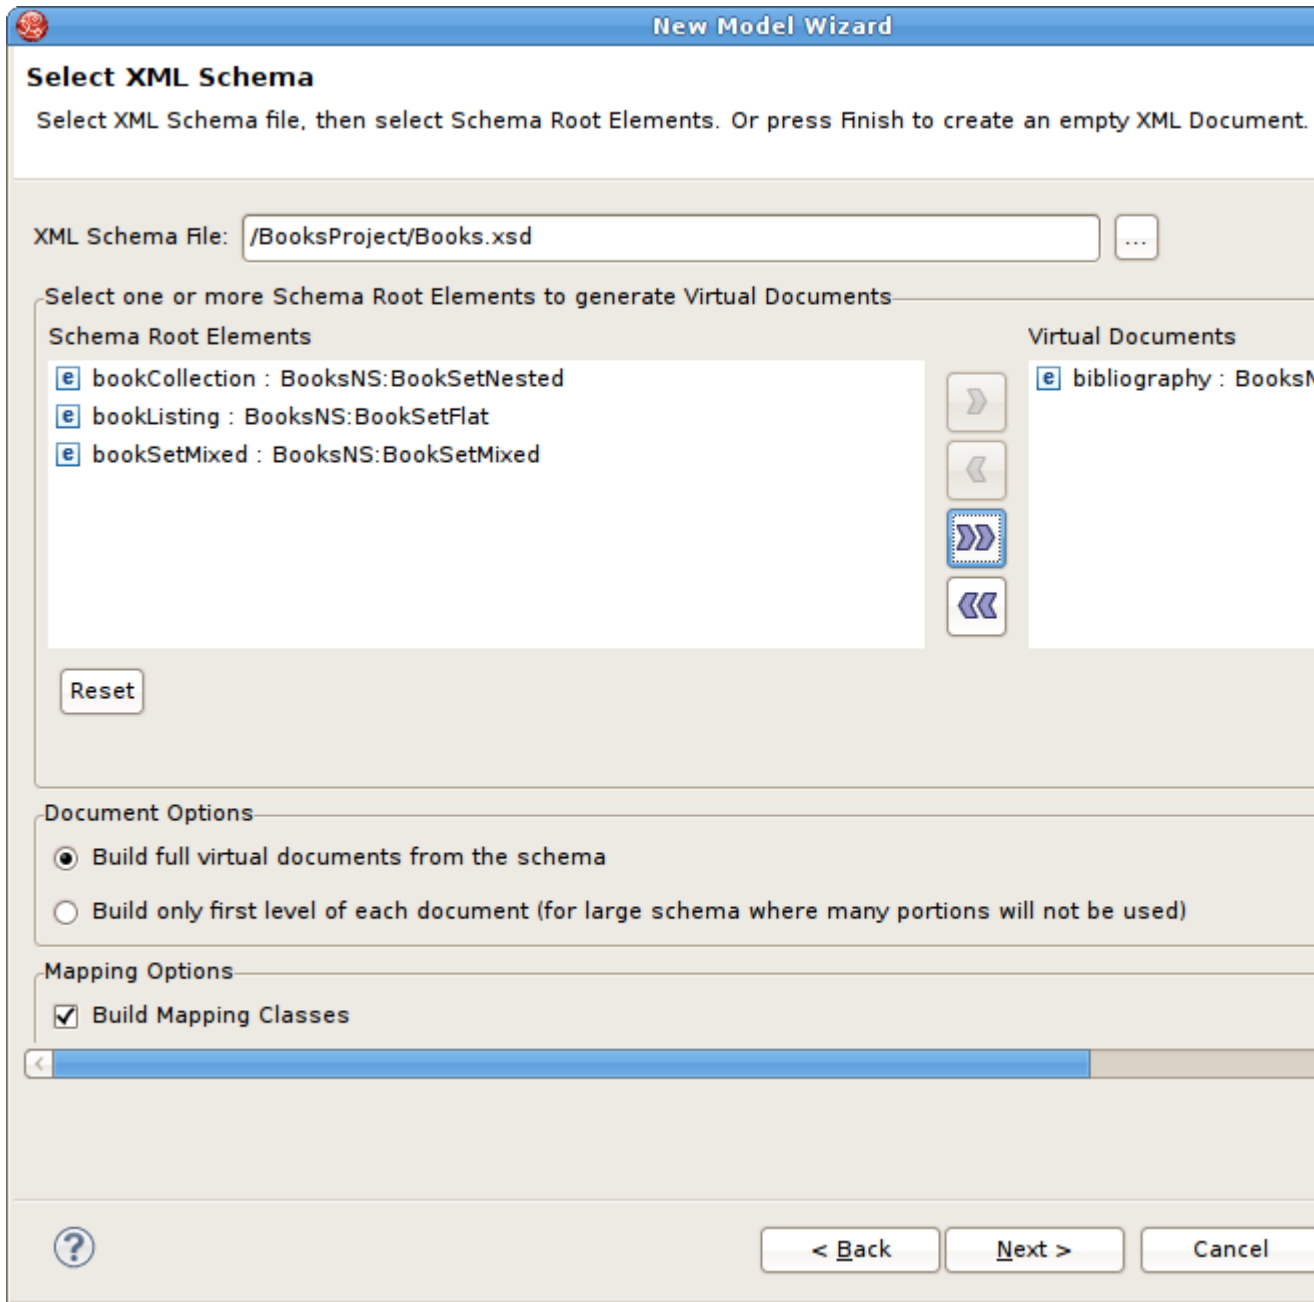 New Model Wizard
Select XML Schema
Select XML Schema file, then select Schema Root Elements. Or press Finish to create an empty XML Document.
XML Schema File: /BooksProject/Books.xsd ...
Select one or more Schema Root Elements to generate Virtual Documents
Schema Root Elements Virtual Documents
e bookCollection : BooksNS:BookSetNested e bibliography : BooksN
e bookListing : BooksNS:BookSetFlat
e bookSetMixed : BooksNS:BookSetMixed
Reset
Document Options
Build full virtual documents from the schema
Build only first level of each document (for large schema where many portions will not be used)
Mapping Options
Build Mapping Classes
? < Back Next > Cancel